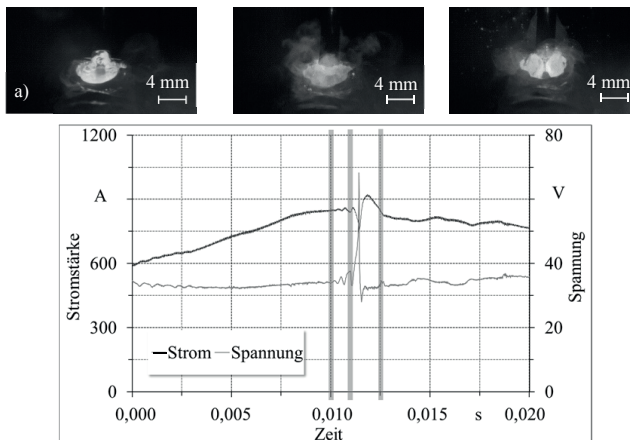 4 mm
4 mm
4 mm
a)
1200
80
A
V
900
60
Stromstärke
Spannung
600
40
300
20
Strom
Spannung
0
0
0,000
0,005
0,010
0,015
s
0,020
Zeit